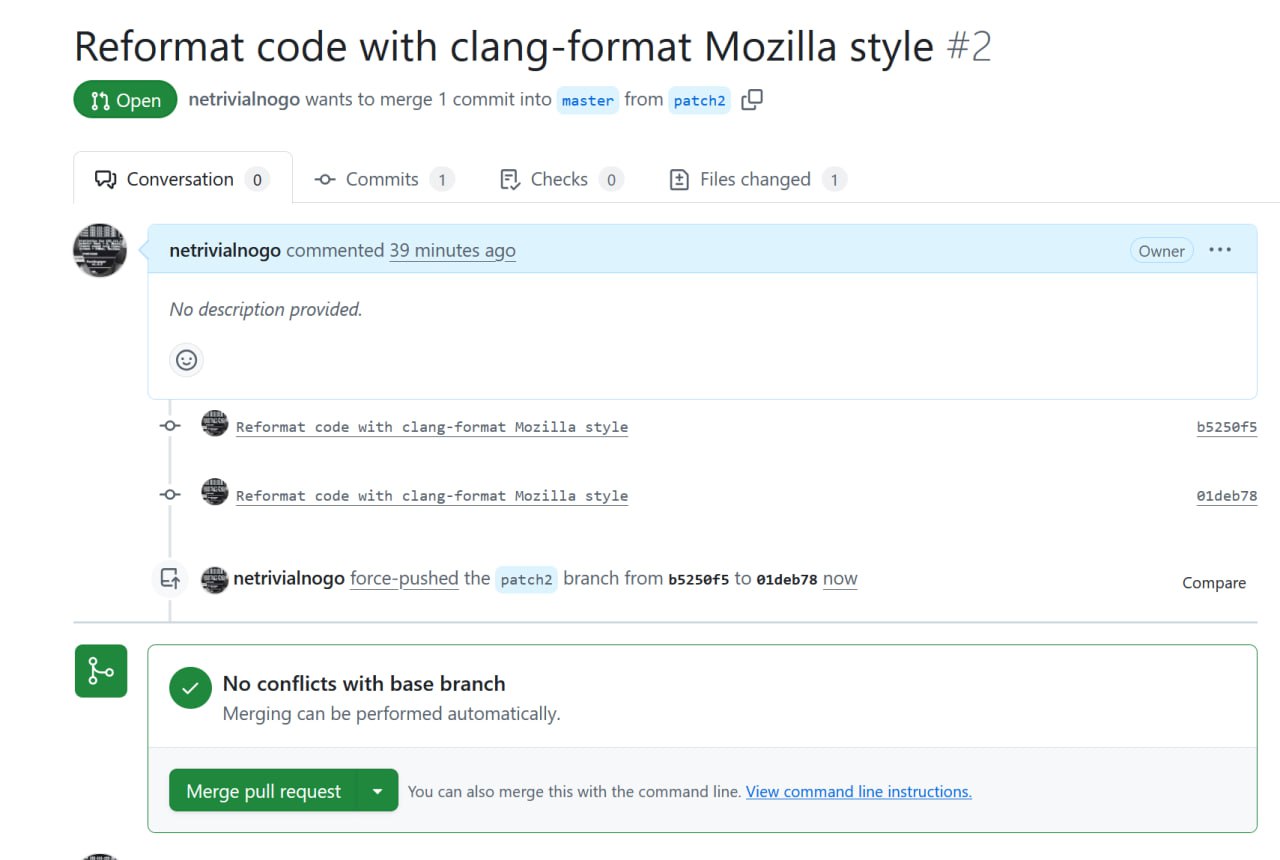 Reformat code with clang-format Mozilla style #2
Open netrivialnogo wants to merge 1 commit into master from patch2
Conversation 0 Commits 1 Checks 0 Files changed 1
netrivialnogo commented 39 minutes ago Owner
No description provided.
Reformat code with clang-format Mozilla style b5250f5
Reformat code with clang-format Mozilla style 01deb78
netrivialnogo force-pushed the patch2 branch from b5250f5 to 01deb78 now Compare
No conflicts with base branch
Merging can be performed automatically.
Merge pull request You can also merge this with the command line. View command line instructions.